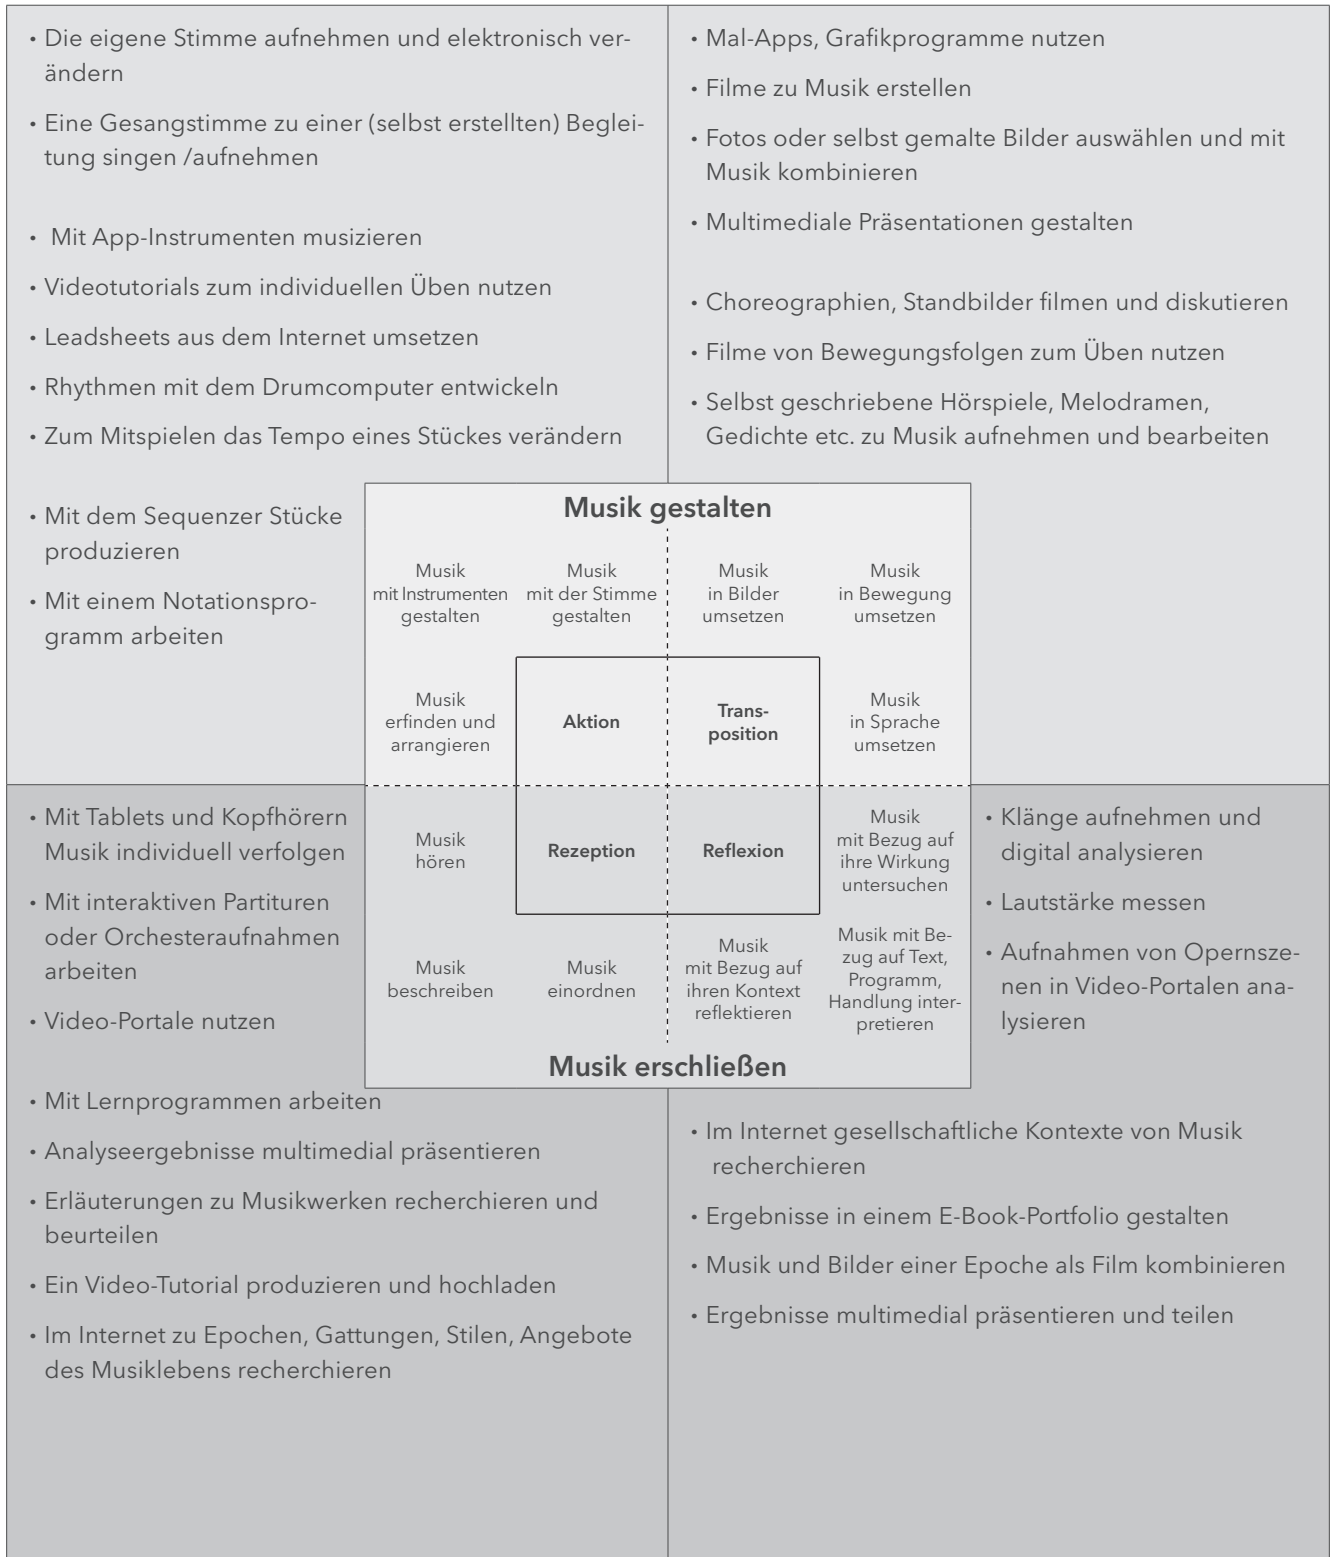 • Die eigene Stimme aufnehmen und elektronisch ver-
ändern
• Eine Gesangstimme zu einer (selbst erstellten) Beglei-
tung singen /aufnehmen
• Mit App-Instrumenten musizieren
• Videotutorials zum individuellen Üben nutzen
• Leadsheets aus dem Internet umsetzen
• Rhythmen mit dem Drumcomputer entwickeln
• Zum Mitspielen das Tempo eines Stückes verändern
• Mit dem Sequenzer Stücke
produzieren
• Mit einem Notationspro-
gramm arbeiten
• Mal-Apps, Grafikprogramme nutzen
• Filme zu Musik erstellen
• Fotos oder selbst gemalte Bilder auswählen und mit
Musik kombinieren
• Multimediale Präsentationen gestalten
• Choreographien, Standbilder filmen und diskutieren
• Filme von Bewegungsfolgen zum Üben nutzen
• Selbst geschriebene Hörspiele, Melodramen,
Gedichte etc. zu Musik aufnehmen und bearbeiten
Musik gestalten
Musik
mit Instrumenten
gestalten
Musik
mit der Stimme
gestalten
Musik
in Bilder
umsetzen
Musik
in Bewegung
umsetzen
Musik
erfinden und
arrangieren
Aktion
Trans-
position
Musik
in Sprache
umsetzen
Musik
hören
Rezeption
Reflexion
Musik
mit Bezug auf
ihre Wirkung
untersuchen
Musik
beschreiben
Musik
einordnen
Musik
mit Bezug auf
ihren Kontext
reflektieren
Musik mit Be-
zug auf Text,
Programm,
Handlung inter-
pretieren
Musik erschließen
• Mit Tablets und Kopfhörern
Musik individuell verfolgen
• Mit interaktiven Partituren
oder Orchesteraufnahmen
arbeiten
• Video-Portale nutzen
• Mit Lernprogrammen arbeiten
• Analyseergebnisse multimedial präsentieren
• Erläuterungen zu Musikwerken recherchieren und
beurteilen
• Ein Video-Tutorial produzieren und hochladen
• Im Internet zu Epochen, Gattungen, Stilen, Angebote
des Musiklebens recherchieren
• Klänge aufnehmen und
digital analysieren
• Lautstärke messen
• Aufnahmen von Opernsze-
nen in Video-Portalen ana-
lysieren
• Im Internet gesellschaftliche Kontexte von Musik
recherchieren
• Ergebnisse in einem E-Book-Portfolio gestalten
• Musik und Bilder einer Epoche als Film kombinieren
• Ergebnisse multimedial präsentieren und teilen